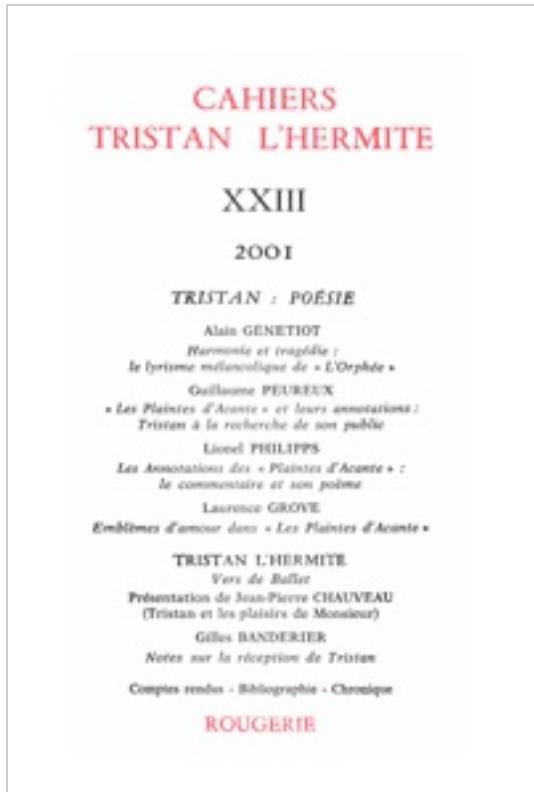 CAHIERS
TRISTAN L'HERMITE
XXIII
2001
TRISTAN : POÉSIE
Alain GÉNETIOT
Harmonie et tragédie :
le lyrisme mélancolique de « L'Orphée »
Guillaume PEUREUX
« Les Plaintes d'Acante » et leurs annotations :
Tristan à la recherche de son public
Lionel PHILIPPS
Les Annotations des « Plaintes d'Acante » :
le commentaire et son poème
Laurence GROVE
Emblèmes d'amour dans « Les Plaintes d'Acante »
TRISTAN L'HERMITE
Vers de Ballet
Présentation de Jean-Pierre CHAUVEAU
(Tristan et les plaisirs de Monsieur)
Gilles BANDERIER
Notes sur la réception de Tristan
Comptes rendus - Bibliographie - Chronique
ROUGERIE